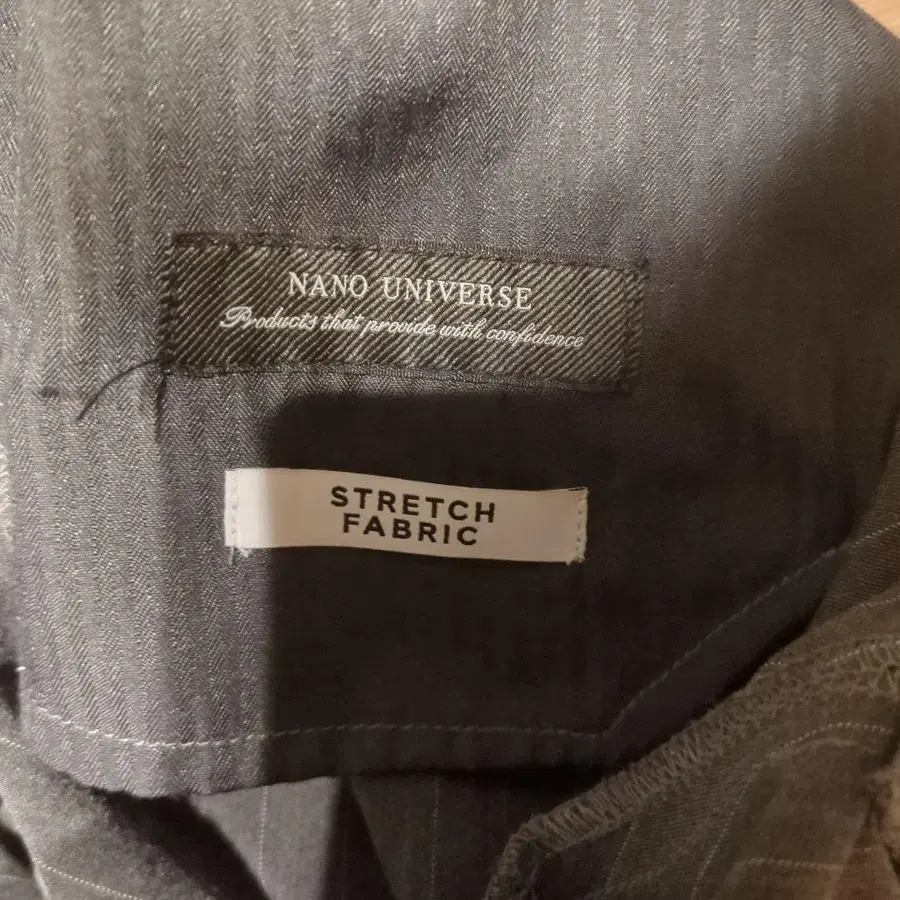 NANO UNIVERSE
Products that provide with confidence
STRETCH
FABRIC